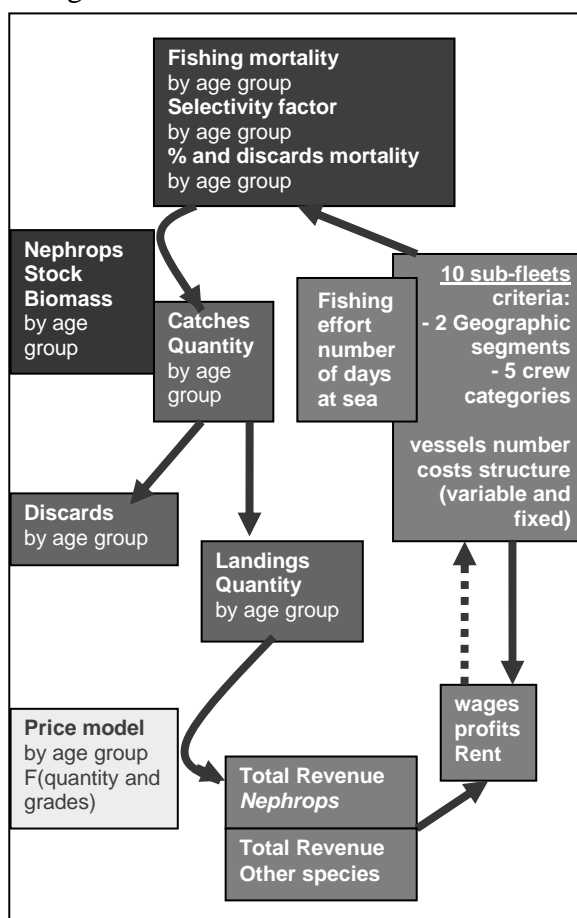 Fishing mortality
by age group
Selectivity factor
by age group
% and discards mortality
by age group
Nephrops
Stock
Biomass
by age
group
Catches
Quantity
by age
group
Fishing
effort
number
of days
at sea
10 sub-fleets
criteria:
- 2 Geographic
segments
- 5 crew
categories
vessels number
costs structure
(variable and
fixed)
Discards
by age group
Landings
Quantity
by age group
wages
profits
Rent
Price model
by age group
F(quantity and
grades)
Total Revenue
Nephrops
Total Revenue
Other species